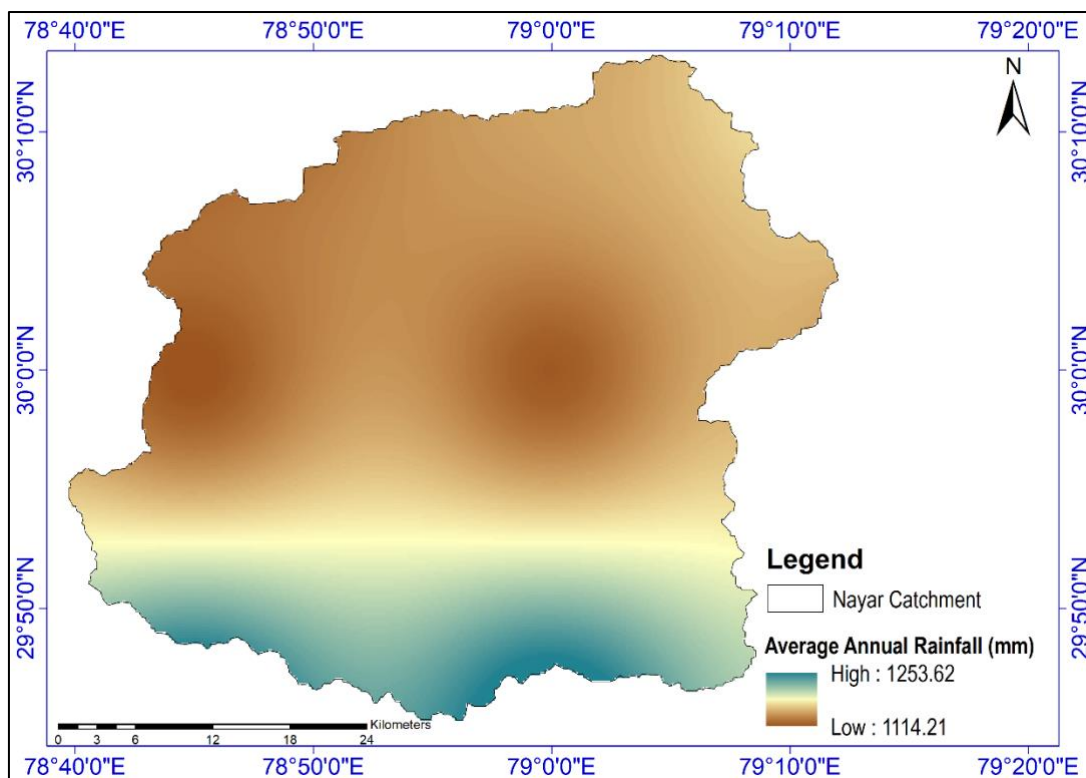 78°40'0"E 78°50'0"E 79°0'0"E 79°10'0"E 79°20'0"E
N
30°10'0"N 30°10'0"N
30°0'0"N 30°0'0"N
29°50'0"N 29°50'0"N
Legend
Nayar Catchment
Average Annual Rainfall (mm)
High : 1253.62
Low : 1114.21
Kilometers
0 3 6 12 18 24
78°40'0"E 78°50'0"E 79°0'0"E 79°10'0"E 79°20'0"E